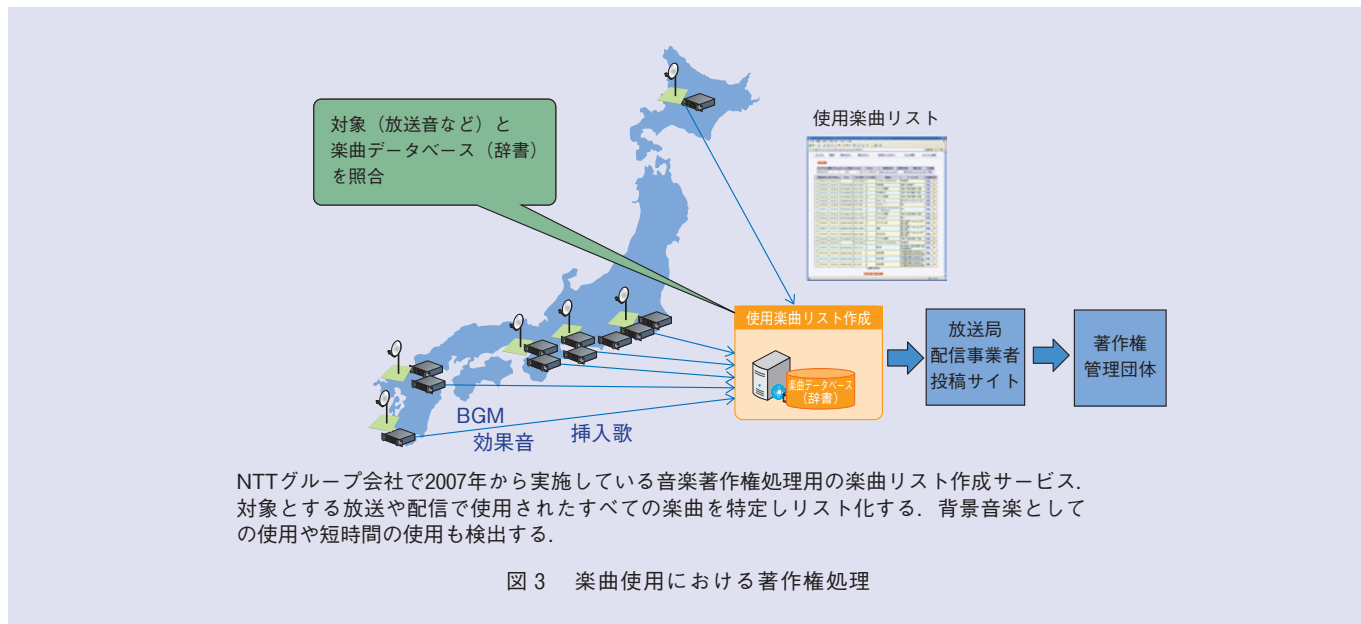 対象（放送音など）と
楽曲データベース（辞書）
を照合
使用楽曲リスト
使用楽曲リスト作成
楽曲データベース
（辞書）
放送局
配信事業者
投稿サイト
著作権
管理団体
BGM
効果音
挿入歌
NTTグループ会社で2007年から実施している音楽著作権処理用の楽曲リスト作成サービス．
対象とする放送や配信で使用されたすべての楽曲を特定しリスト化する．背景音楽として
の使用や短時間の使用も検出する．
図3　楽曲使用における著作権処理